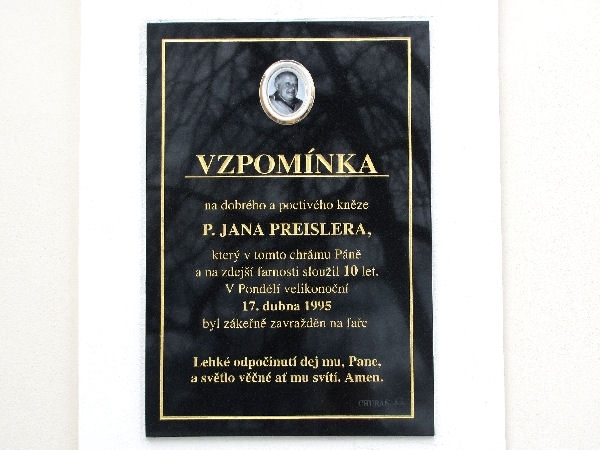 VZPOMÍNKA
na dobrého a poctivého kněze
P. JANA PREISLERA,
který v tomto chrámu Páně
a na zdejší farnosti sloužil 10 let.
V Pondělí velikonoční
17. dubna 1995
byl zákeřně zavražděn na faře
Lehké odpočinutí dej mu, Pane,
a světlo věčné ať mu svítí. Amen.